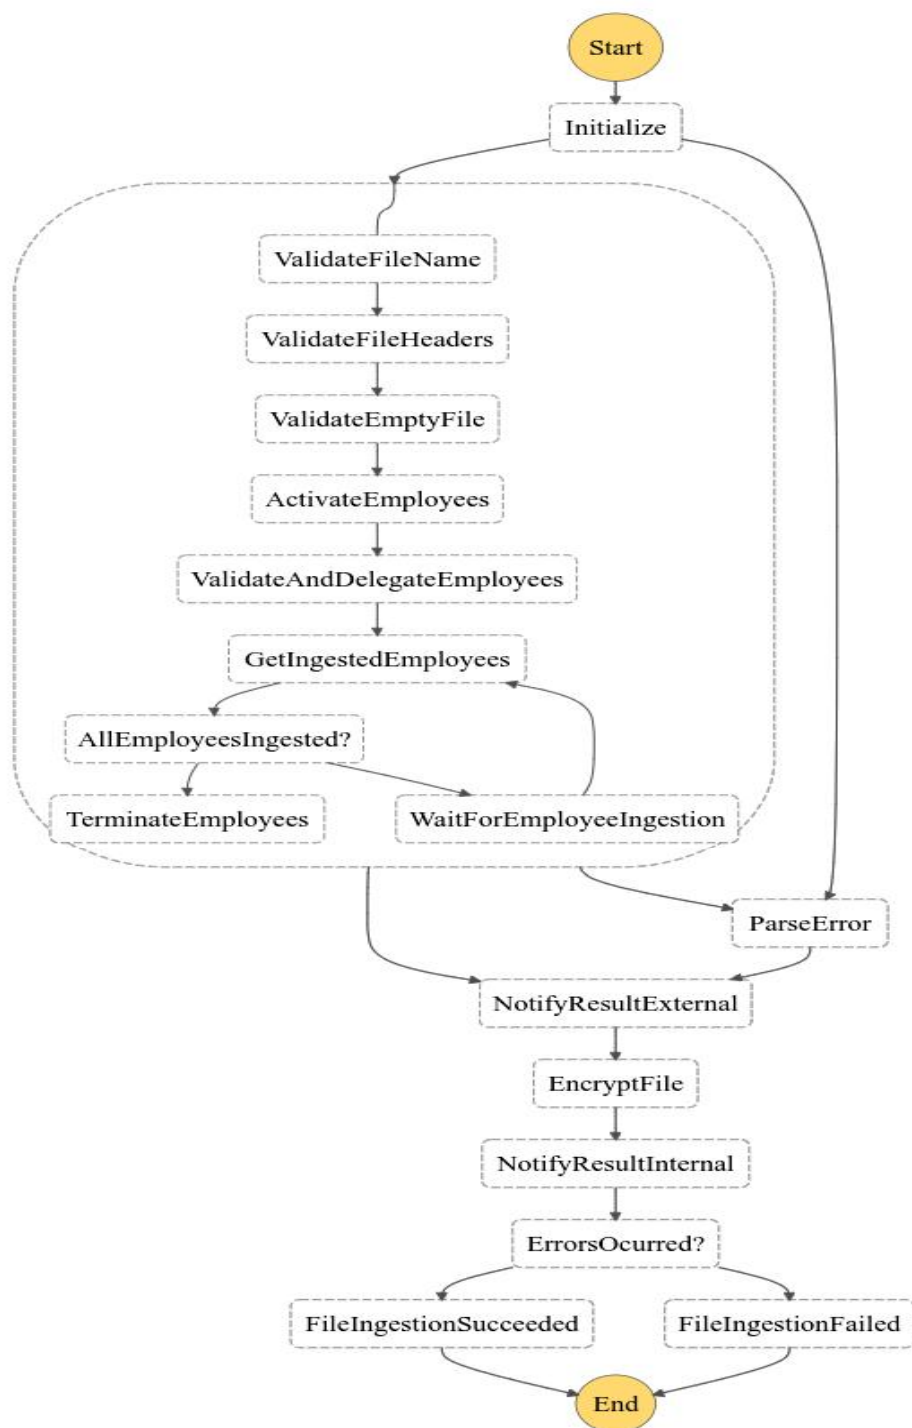 Start
Initialize
ValidateFileName
ValidateFileHeaders
ValidateEmptyFile
ActivateEmployees
ValidateAndDelegateEmployees
GetIngestedEmployees
AllEmployeesIngested?
TerminateEmployees
WaitForEmployeeIngestion
ParseError
NotifyResultExternal
EncryptFile
NotifyResultInternal
ErrorsOcurred?
FileIngestionSucceeded
FileIngestionFailed
End